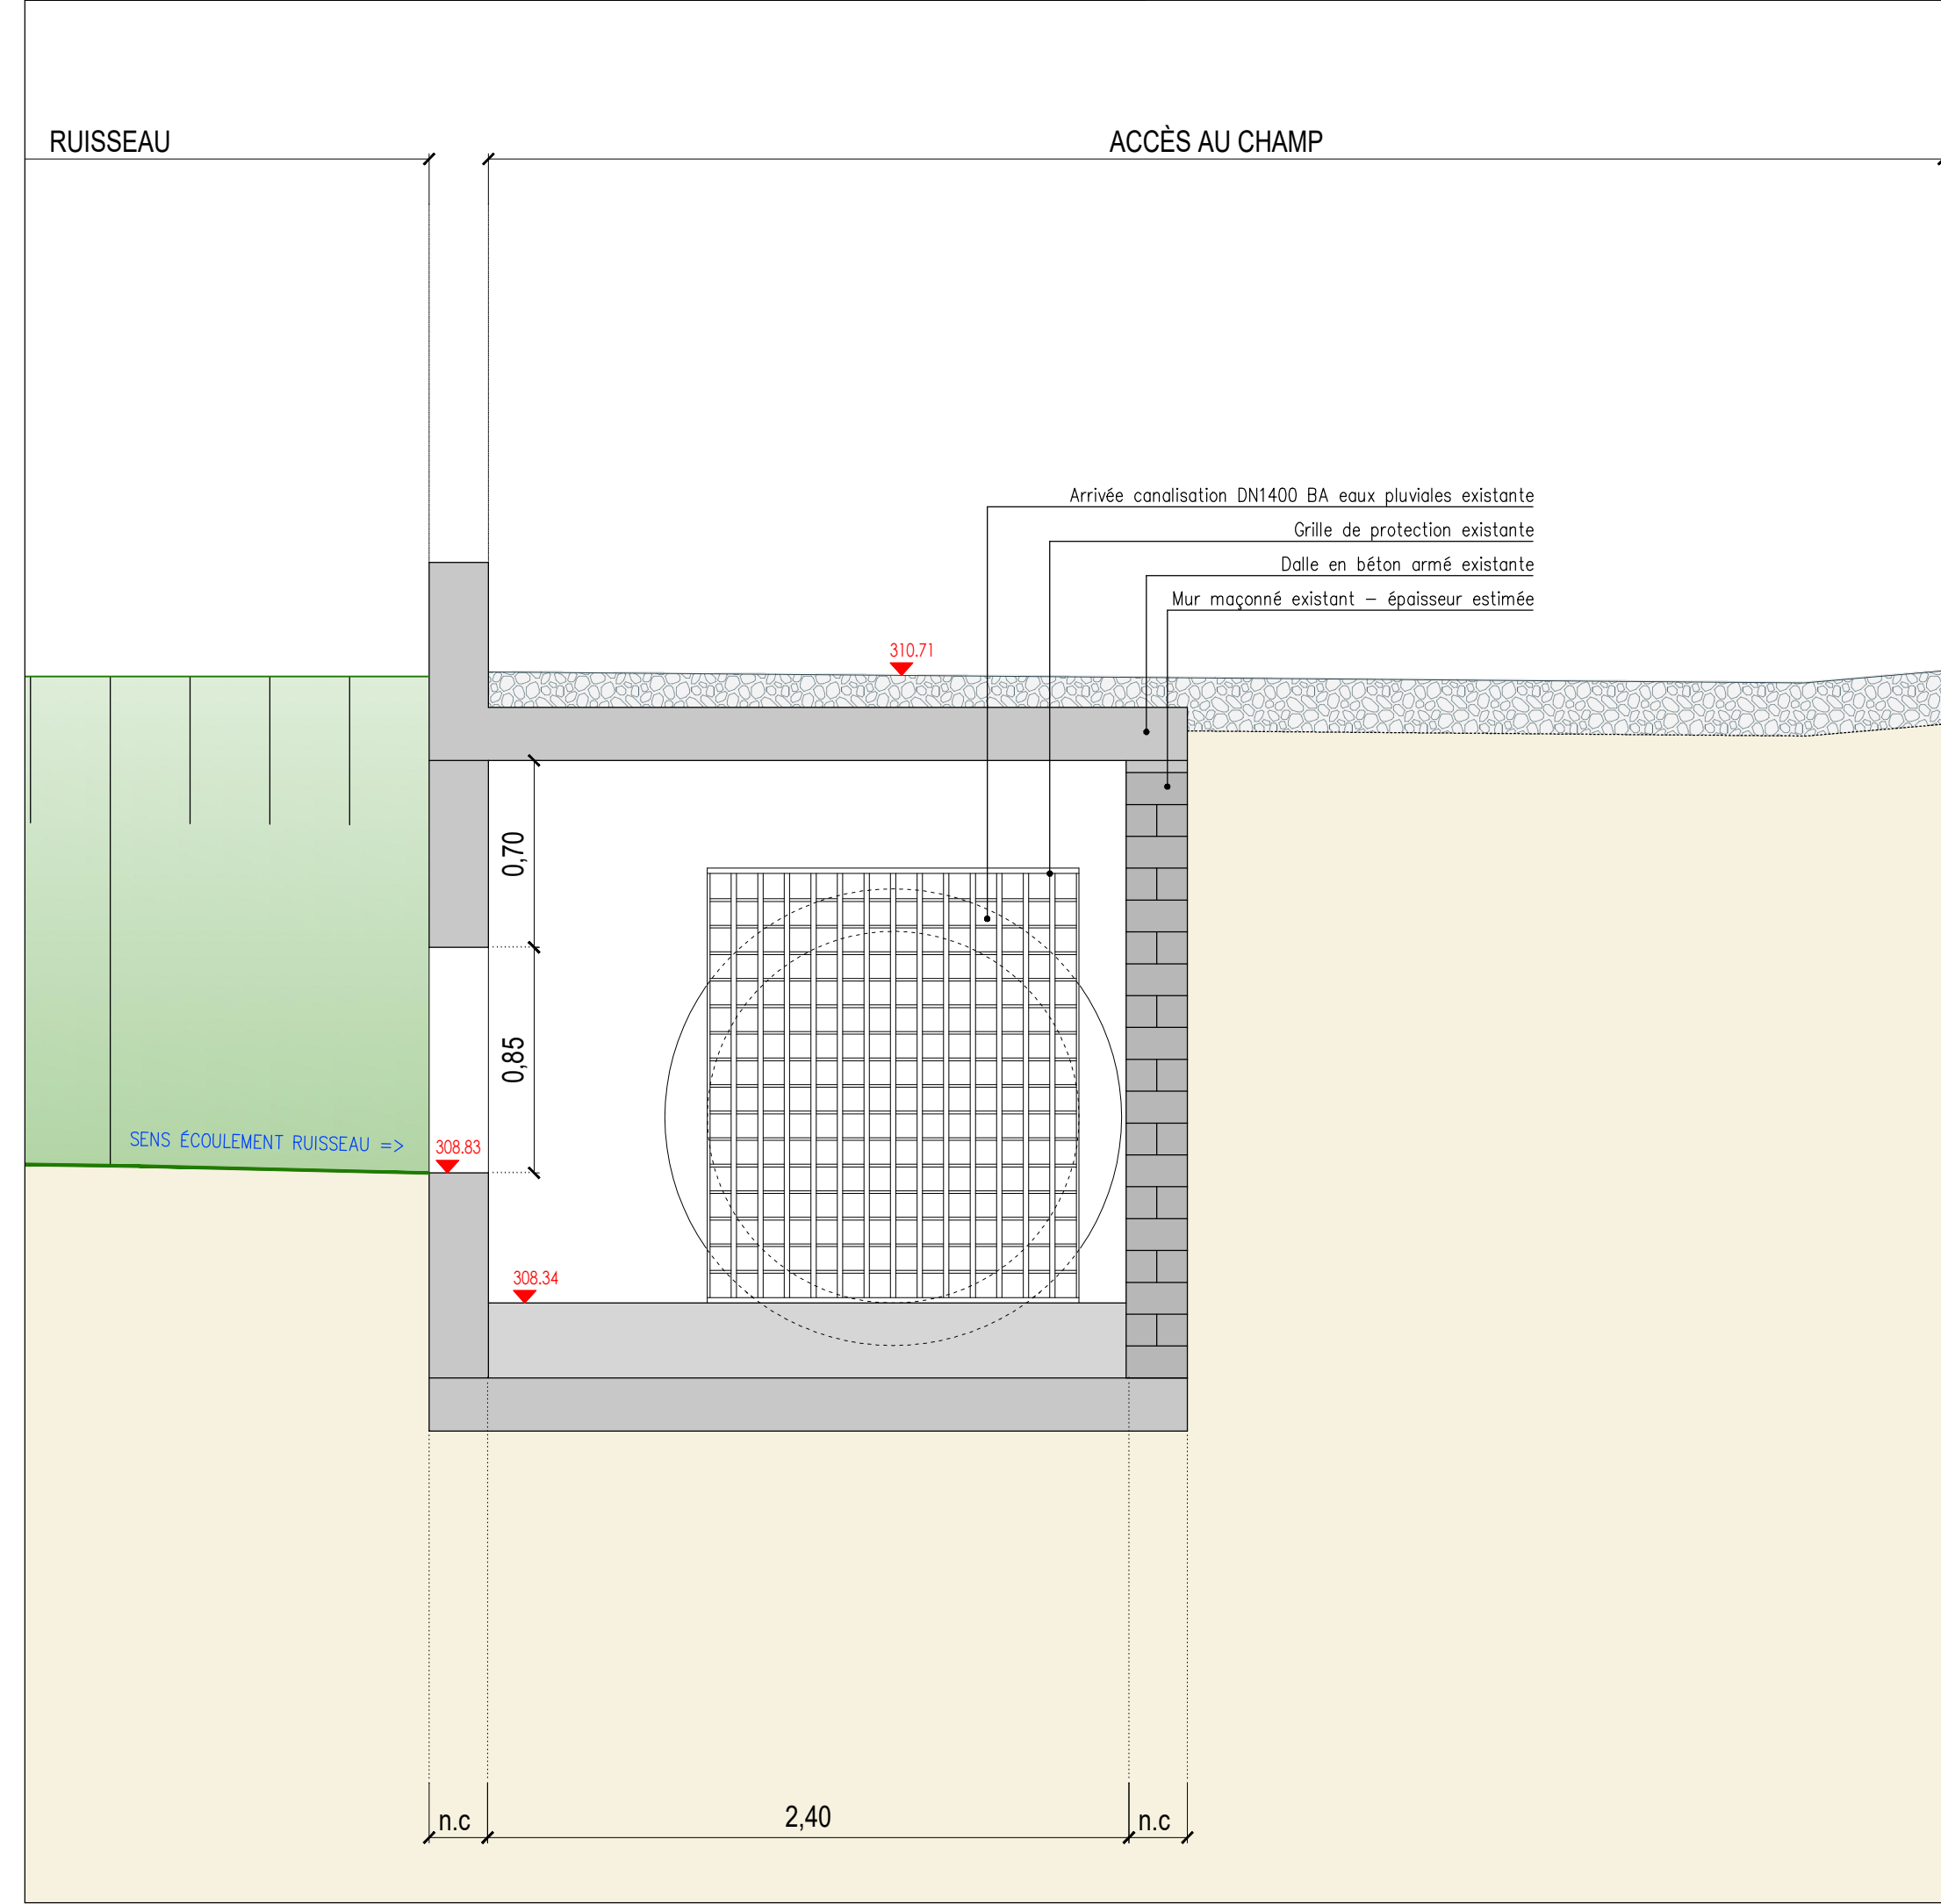 RUISSEAU
ACCÈS AU CHAMP
Arrivée canalisation DN1400 BA eaux pluviales existante
Grille de protection existante
Dalle en béton armé existante
Mur maçonné existant – épaisseur estimée
310.71
0,70
0,85
SENS ÉCOULEMENT RUISSEAU =>
308.83
308.34
n.c
2,40
n.c